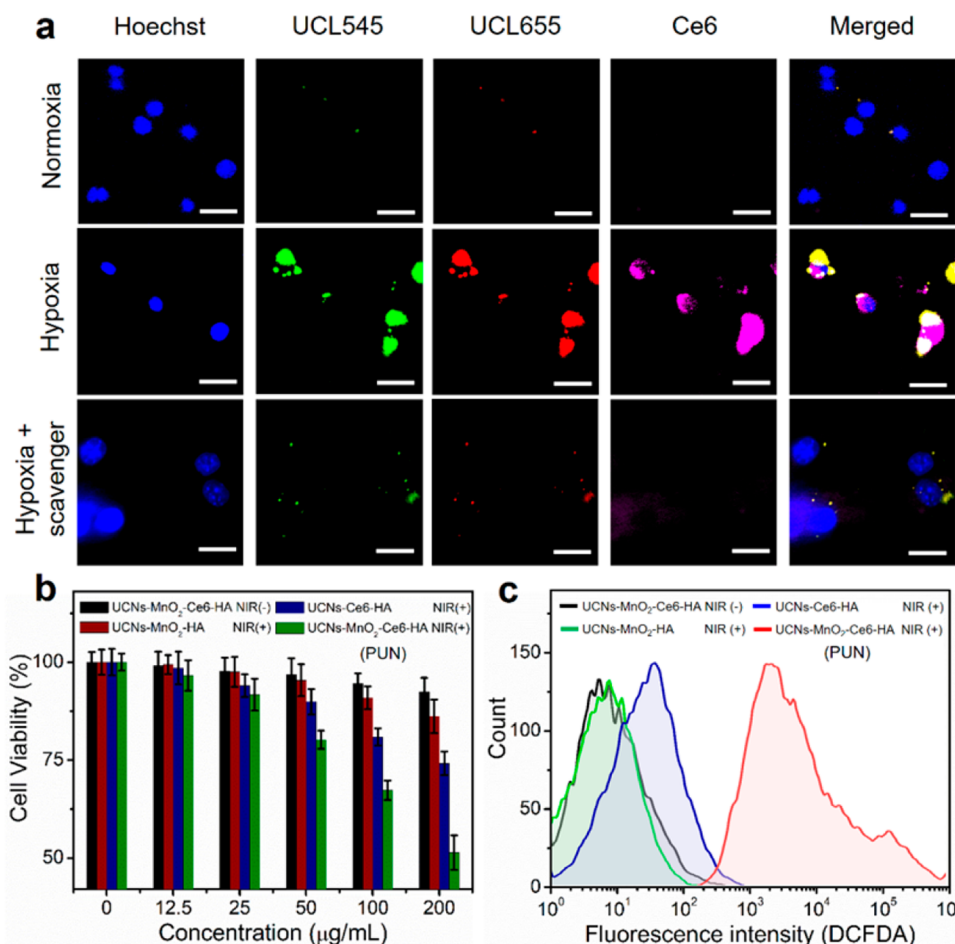 a
Hoechst UCL545 UCL655 Ce6 Merged
Normoxia
Hypoxia
Hypoxia +
scavenger
b
UCNs-MnO2-Ce6-HA NIR(-) UCNs-Ce6-HA NIR(+)
UCNs-MnO2-HA NIR(+) UCNs-MnO2-Ce6-HA NIR(+)
(PUN)
Cell Viability (%)
100
75
50
0 12.5 25 50 100 200
Concentration (μg/mL)
c
UCNs-MnO2-Ce6-HA NIR (-) UCNs-Ce6-HA NIR (+)
UCNs-MnO2-HA NIR (+) UCNs-MnO2-Ce6-HA NIR (+)
(PUN)
Count
150
100
50
0
10^0 10^1 10^2 10^3 10^4 10^5 10^
Fluorescence intensity (DCFDA)